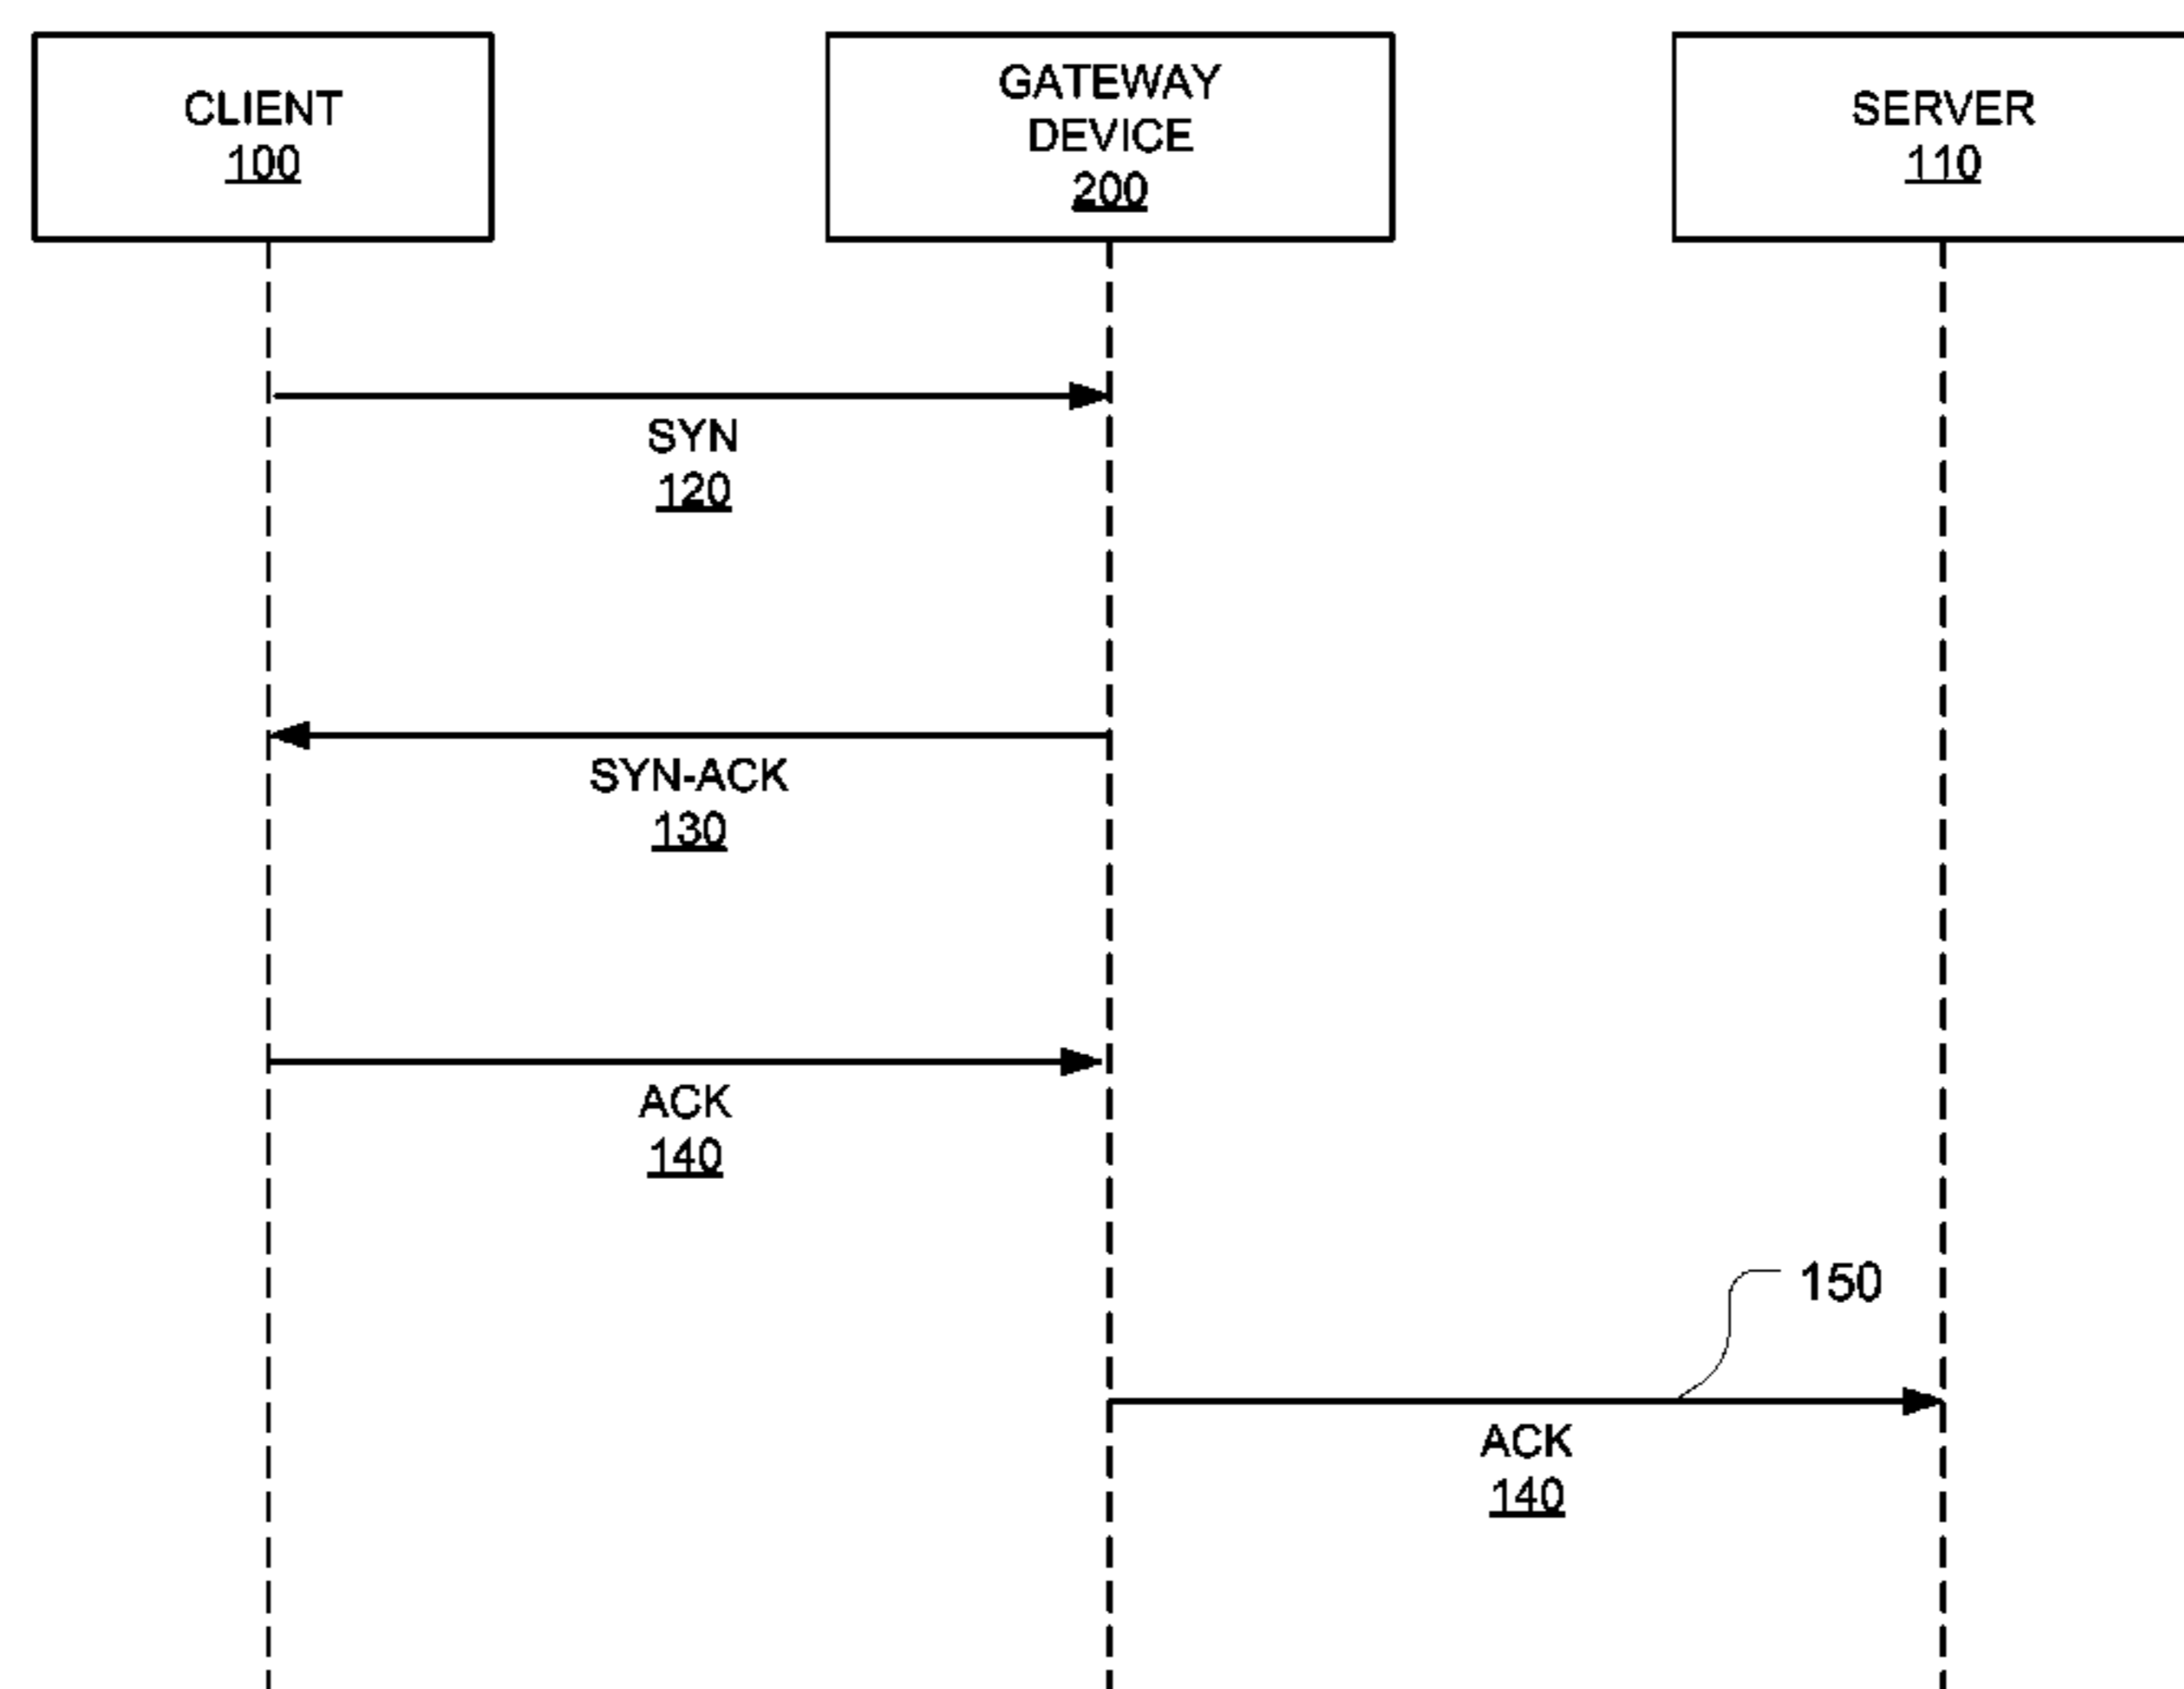 CLIENT
100
GATEWAY
DEVICE
200
SERVER
110
SYN
120
SYN-ACK
130
ACK
140
150
ACK
140